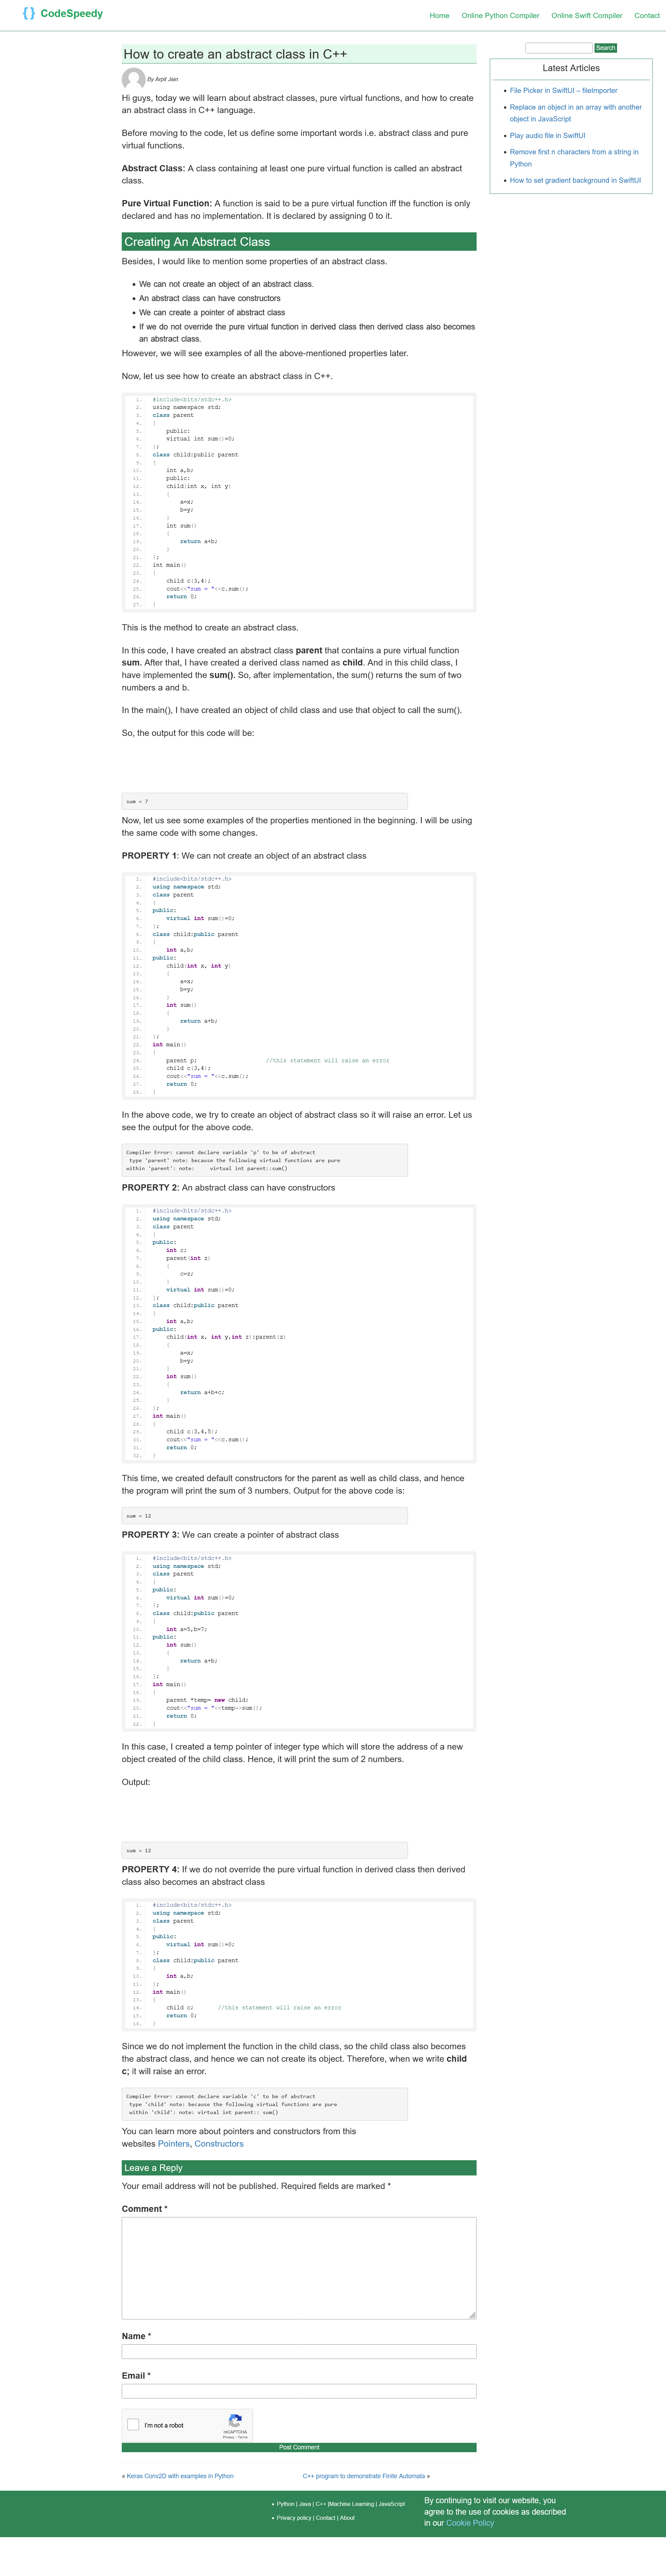 CodeSpeedy
Home
Online Python Compiler
Online Swift Compiler
Contact
How to create an abstract class in C++
By Arpit Jain
Hi guys, today we will learn about abstract classes, pure virtual functions, and how to create
an abstract class in C++ language.
Before moving to the code, let us define some important words i.e. abstract class and pure
virtual functions.
Abstract Class: A class containing at least one pure virtual function is called an abstract
class.
Pure Virtual Function: A function is said to be a pure virtual function iff the function is only
declared and has no implementation. It is declared by assigning 0 to it.
Creating An Abstract Class
Besides, I would like to mention some properties of an abstract class.
We can not create an object of an abstract class.
An abstract class can have constructors
We can create a pointer of abstract class
If we do not override the pure virtual function in derived class then derived class also becomes
an abstract class.
However, we will see examples of all the above-mentioned properties later.
Now, let us see how to create an abstract class in C++.
1. #include<bits/stdc++.h>
2. using namespace std;
3. class parent
4. {
5. public:
6. virtual int sum()=0;
7. };
8. class child:public parent
9. {
10. int a,b;
11. public:
12. child(int x, int y)
13. {
14. a=x;
15. b=y;
16. }
17. int sum()
18. {
19. return a+b;
20. }
21. };
22. int main()
23. {
24. child c(3,4);
25. cout<<"sum = "<<c.sum();
26. return 0;
27. }
This is the method to create an abstract class.
In this code, I have created an abstract class parent that contains a pure virtual function
sum. After that, I have created a derived class named as child. And in this child class, I
have implemented the sum(). So, after implementation, the sum() returns the sum of two
numbers a and b.
In the main(), I have created an object of child class and use that object to call the sum().
So, the output for this code will be:
sum = 7
Now, let us see some examples of the properties mentioned in the beginning. I will be using
the same code with some changes.
PROPERTY 1: We can not create an object of an abstract class
1. #include<bits/stdc++.h>
2. using namespace std;
3. class parent
4. {
5. public:
6. virtual int sum()=0;
7. };
8. class child:public parent
9. {
10. int a,b;
11. public:
12. child(int x, int y)
13. {
14. a=x;
15. b=y;
16. }
17. int sum()
18. {
19. return a+b;
20. }
21. };
22. int main()
23. {
24. parent p; //this statement will raise an error
25. child c(3,4);
26. cout<<"sum = "<<c.sum();
27. return 0;
28. }
In the above code, we try to create an object of abstract class so it will raise an error. Let us
see the output for the above code.
Compiler Error: cannot declare variable 'p' to be of abstract
type 'parent' note: because the following virtual functions are pure
within 'parent': note: virtual int parent::sum()
PROPERTY 2: An abstract class can have constructors
1. #include<bits/stdc++.h>
2. using namespace std;
3. class parent
4. {
5. public:
6. int c;
7. parent(int z)
8. {
9. c=z;
10. }
11. virtual int sum()=0;
12. };
13. class child:public parent
14. {
15. int a,b;
16. public:
17. child(int x, int y,int z):parent(z)
18. {
19. a=x;
20. b=y;
21. }
22. int sum()
23. {
24. return a+b+c;
25. }
26. };
27. int main()
28. {
29. child c(3,4,5);
30. cout<<"sum = "<<c.sum();
31. return 0;
32. }
This time, we created default constructors for the parent as well as child class, and hence
the program will print the sum of 3 numbers. Output for the above code is:
sum = 12
PROPERTY 3: We can create a pointer of abstract class
1. #include<bits/stdc++.h>
2. using namespace std;
3. class parent
4. {
5. public:
6. virtual int sum()=0;
7. };
8. class child:public parent
9. {
10. int a=5,b=7;
11. public:
12. int sum()
13. {
14. return a+b;
15. }
16. };
17. int main()
18. {
19. parent *temp= new child;
20. cout<<"sum = "<<temp->sum();
21. return 0;
22. }
In this case, I created a temp pointer of integer type which will store the address of a new
object created of the child class. Hence, it will print the sum of 2 numbers.
Output:
sum = 12
PROPERTY 4: If we do not override the pure virtual function in derived class then derived
class also becomes an abstract class
1. #include<bits/stdc++.h>
2. using namespace std;
3. class parent
4. {
5. public:
6. virtual int sum()=0;
7. };
8. class child:public parent
9. {
10. int a,b;
11. };
12. int main()
13. {
14. child c; //this statement will raise an error
15. return 0;
16. }
Since we do not implement the function in the child class, so the child class also becomes
the abstract class, and hence we can not create its object. Therefore, when we write child
c; it will raise an error.
Compiler Error: cannot declare variable 'c' to be of abstract
type 'child' note: because the following virtual functions are pure
within 'child': note: virtual int parent:: sum()
You can learn more about pointers and constructors from this
websites Pointers, Constructors
Leave a Reply
Your email address will not be published. Required fields are marked *
Comment *
Name *
Email *
I'm not a robot
reCAPTCHA
Privacy - Terms
Post Comment
« Keras Conv2D with examples in Python
C++ program to demonstrate Finite Automata »
Search
Latest Articles
File Picker in SwiftUI – fileImporter
Replace an object in an array with another
object in JavaScript
Play audio file in SwiftUI
Remove first n characters from a string in
Python
How to set gradient background in SwiftUI
Python | Java | C++ |Machine Learning | JavaScript
Privacy policy | Contact | About
By continuing to visit our website, you
agree to the use of cookies as described
in our Cookie Policy